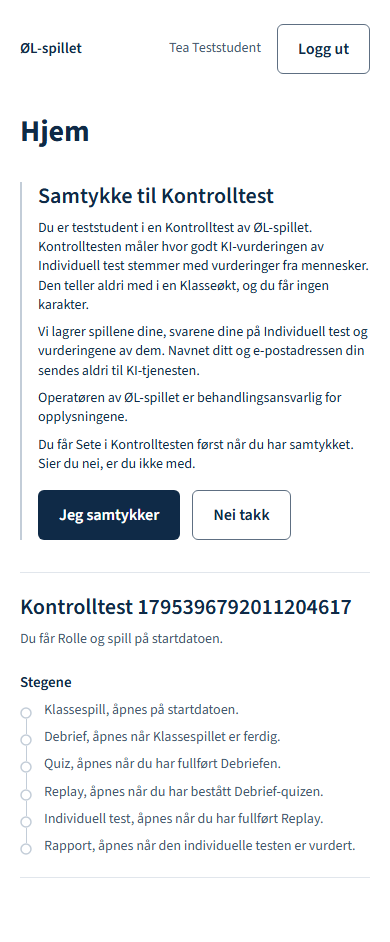 ØL-spillet
Tea Teststudent
Logg ut
Hjem
Samtykke til Kontrolltest
Du er teststudent i en Kontrolltest av ØL-spillet.
Kontrolltesten måler hvor godt KI-vurderingen av
Individuell test stemmer med vurderinger fra mennesker.
Den teller aldri med i en Klasseøkt, og du får ingen
karakter.
Vi lagrer spillene dine, svarene dine på Individuell test og
vurderingene av dem. Navnet ditt og e-postadressen din
sendes aldri til KI-tjenesten.
Operatøren av ØL-spillet er behandlingsansvarlig for
opplysningene.
Du får Sete i Kontrolltesten først når du har samtykket.
Sier du nei, er du ikke med.
Jeg samtykker
Nei takk
Kontrolltest 1795396792011204617
Du får Rolle og spill på startdatoen.
Stegene
Klassespill, åpnes på startdatoen.
Debrief, åpnes når Klassespillet er ferdig.
Quiz, åpnes når du har fullført Debriefen.
Replay, åpnes når du har bestått Debrief-quizen.
Individuell test, åpnes når du har fullført Replay.
Rapport, åpnes når den individuelle testen er vurdert.